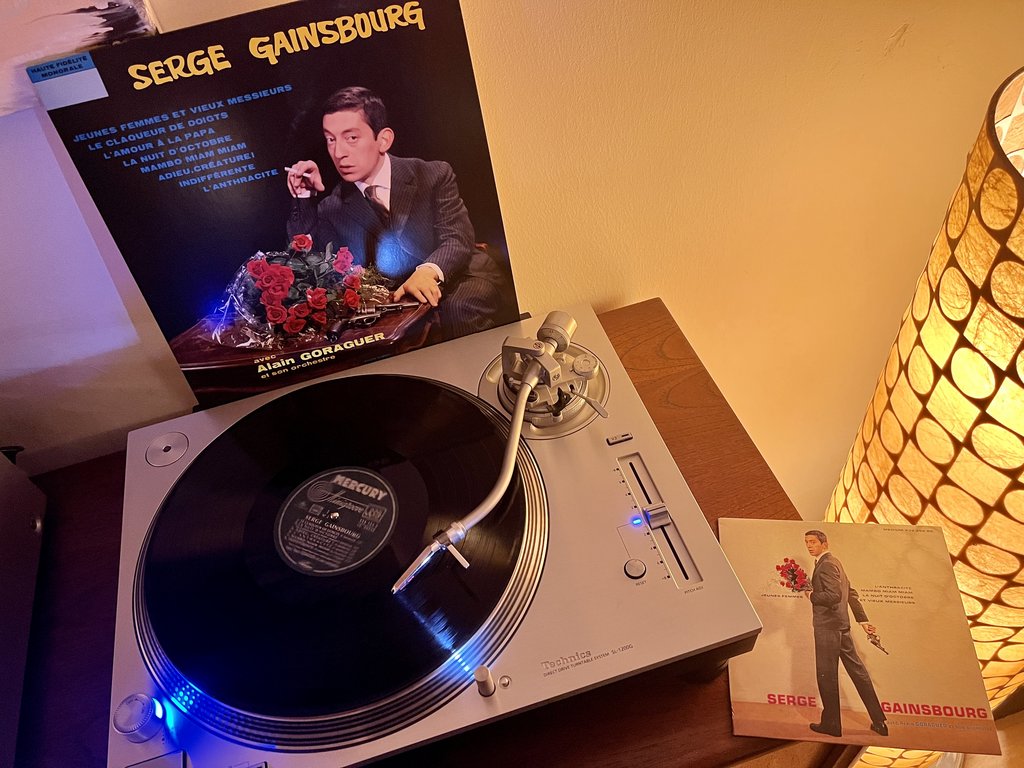 SERGE GAINSBOURG
HAUTE FIDÉLITÉ
MONORALE
JEUNES FEMMES ET VIEUX MESSIEURS
LE CLAQUEUR DE DOIGTS
L'AMOUR À LA PAPA
LA NUIT D'OCTOBRE
MAMBO MIAM MIAM
ADIEU, CRÉATURE!
INDIFFÉRENTE
L'ANTHRACITE
avec
Alain GORAGUER
et son orchestre
MERCURY
SERGE GAINSBOURG
RESET
PITCH ADJ
Technics
DIRECT DRIVE TURNTABLE SYSTEM SL-1200G
L'ANTHRACITE
MAMBO MIAM MIAM
JEUNES FEMMES
LA NUIT D'OCTOBRE
ET VIEUX MESSIEURS
SERGE GAINSBOURG